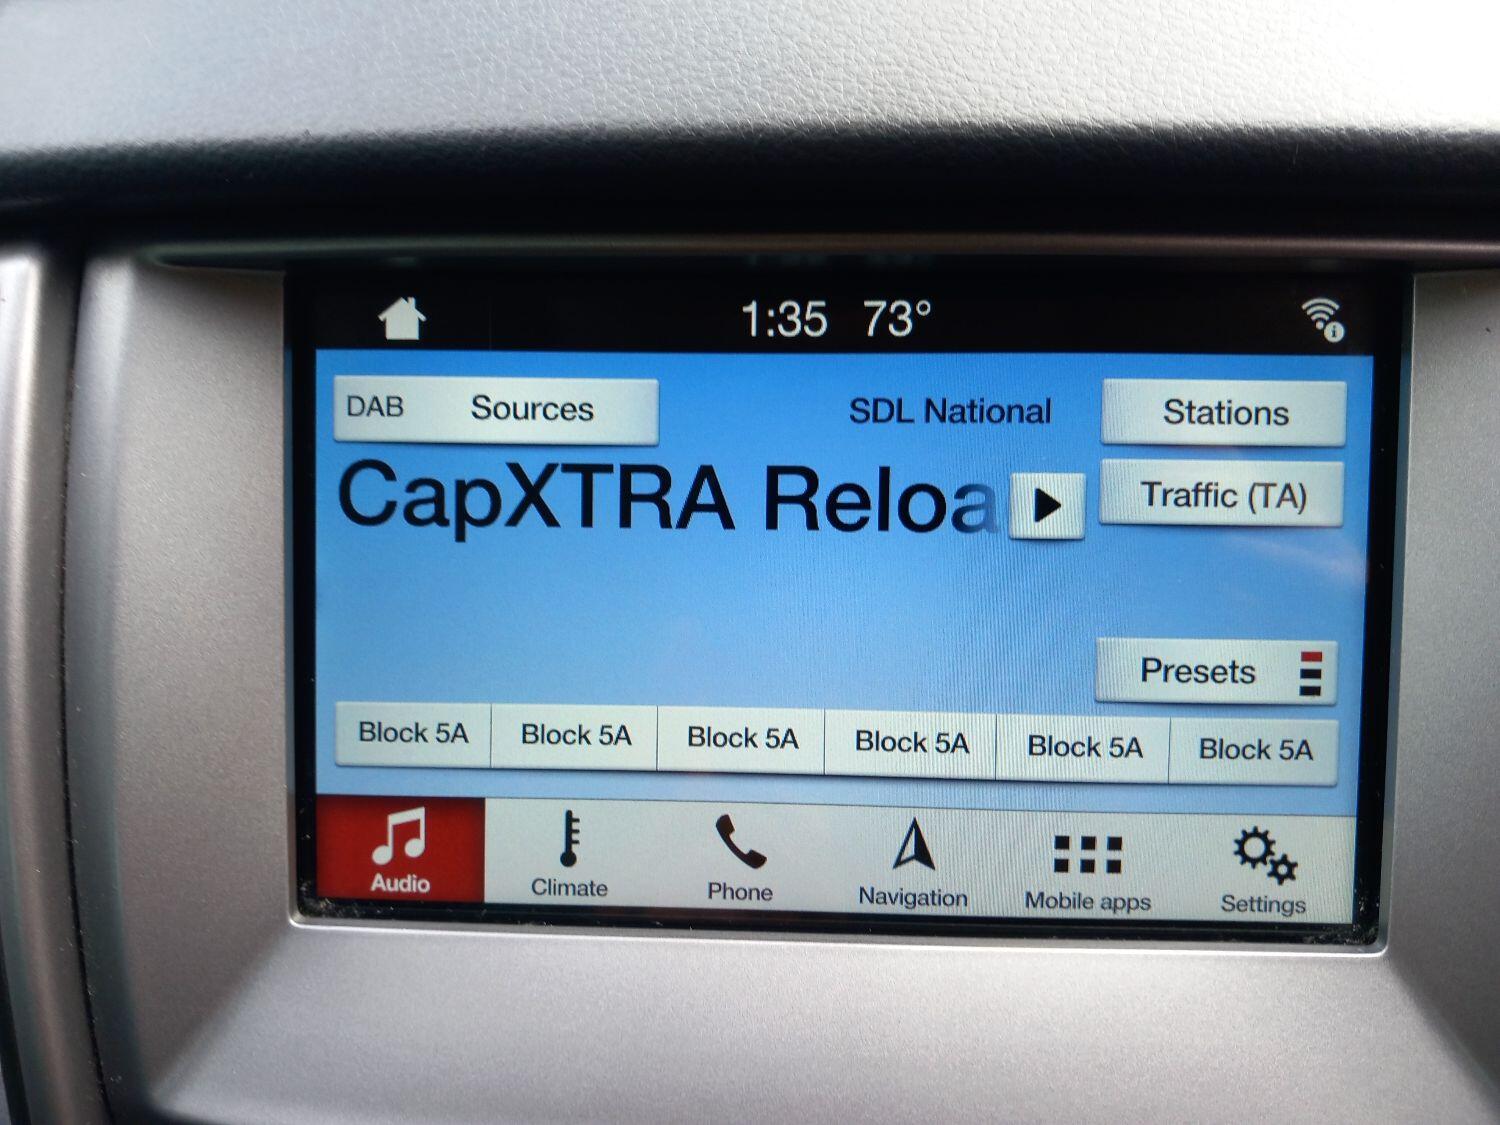 1:35 73°
DAB Sources
SDL National
Stations
CapXTRA Reloa
Traffic (TA)
Presets
Block 5A Block 5A Block 5A Block 5A Block 5A Block 5A
Audio Climate Phone Navigation Mobile apps Settings